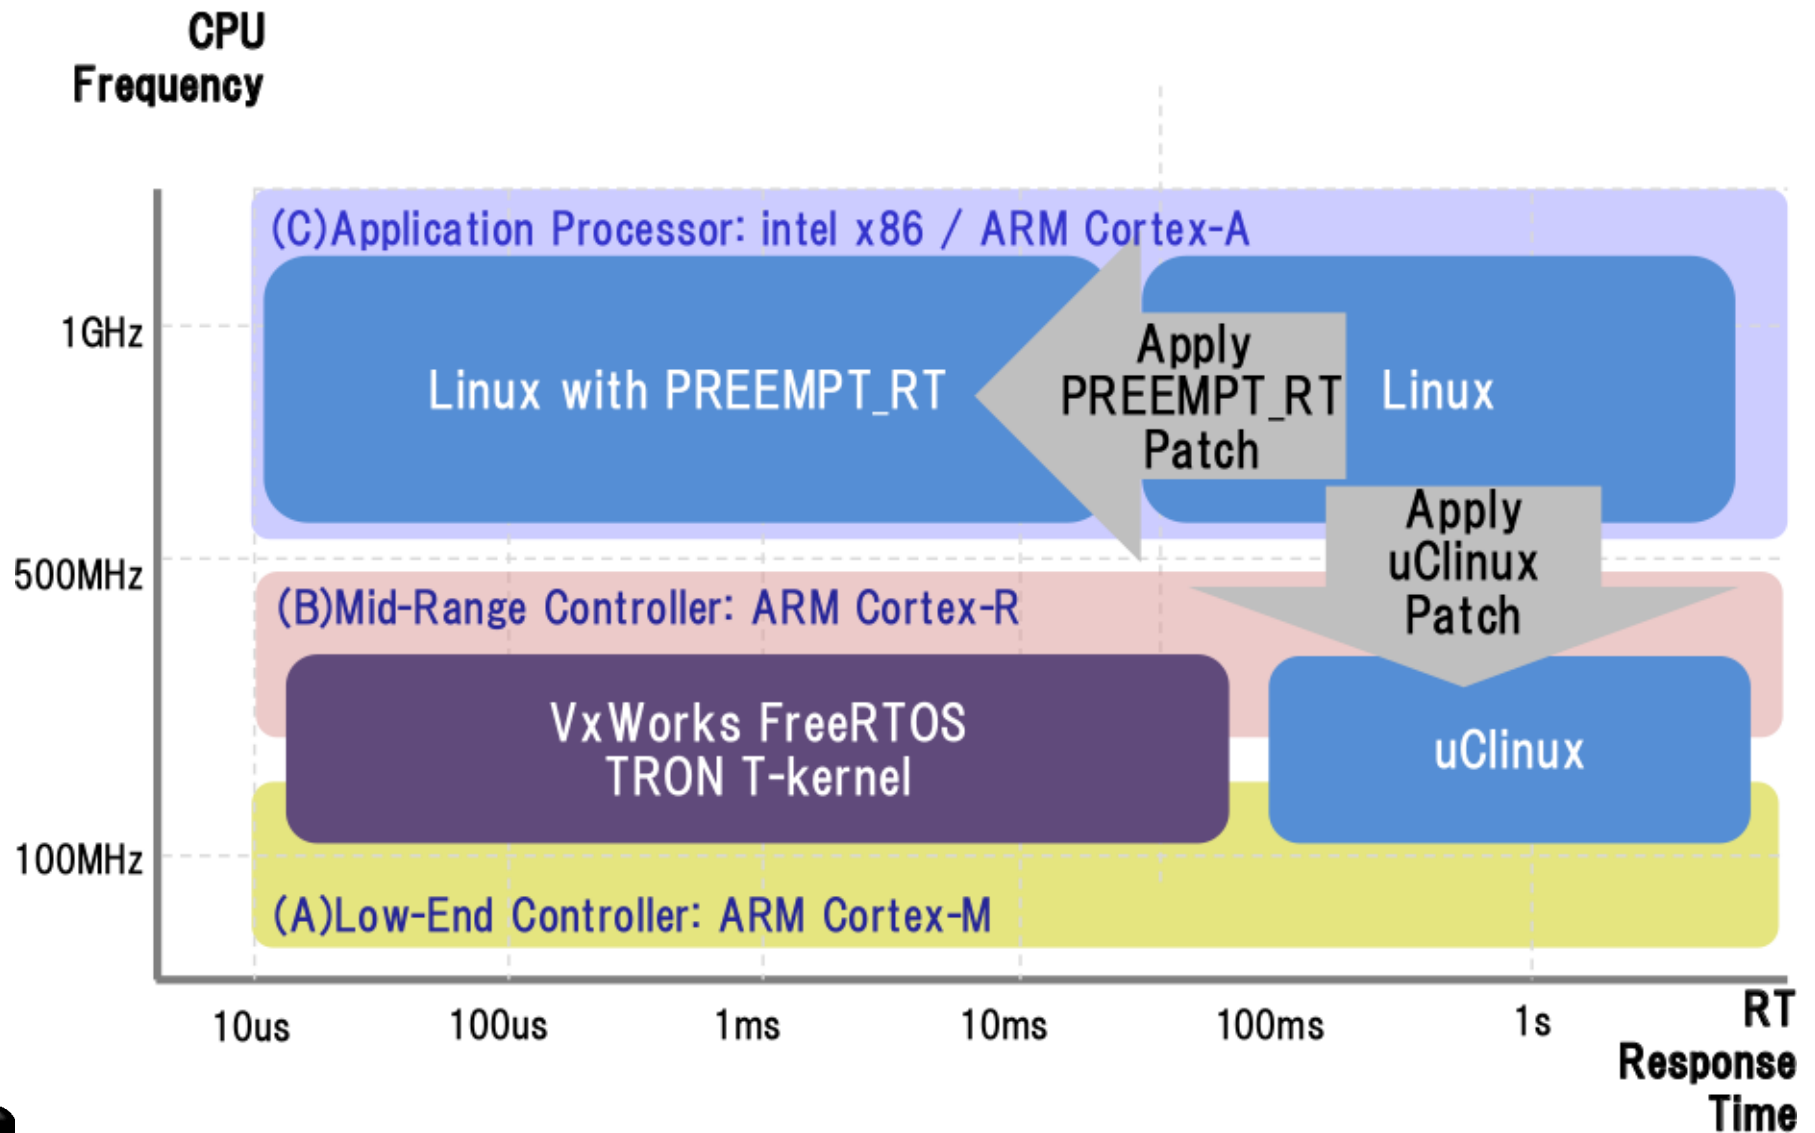 CPU
Frequency
(C)Application Processor: intel x86 / ARM Cortex-A
1GHz
Linux with PREEMPT_RT
Apply
PREEMPT_RT
Patch
Linux
Apply
uClinux
Patch
500MHz
(B)Mid-Range Controller: ARM Cortex-R
VxWorks FreeRTOS
TRON T-kernel
uClinux
100MHz
(A)Low-End Controller: ARM Cortex-M
10us
100us
1ms
10ms
100ms
1s
RT
Response
Time